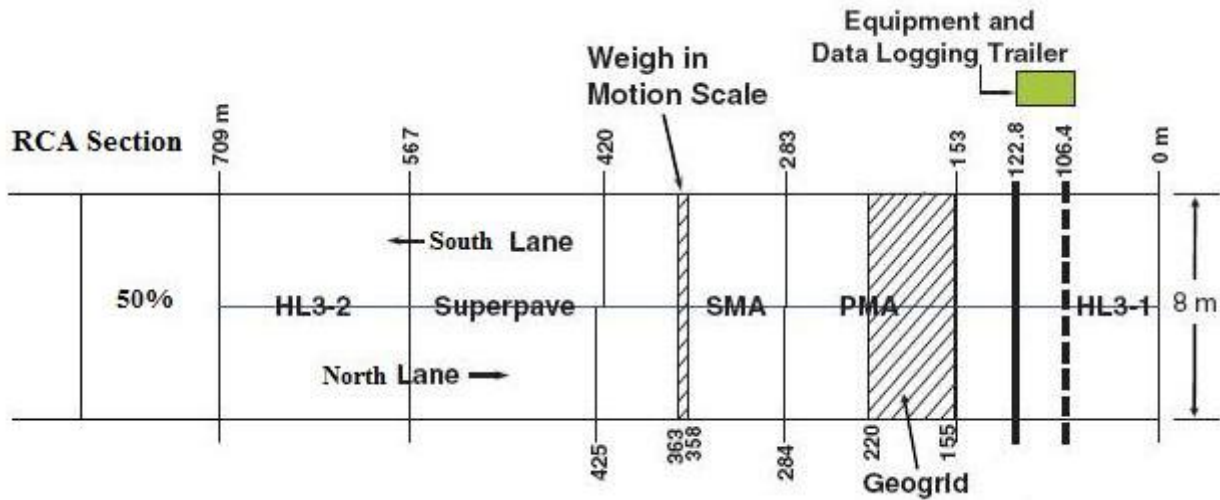 Equipment and
Data Logging Trailer
Weigh in
Motion Scale
RCA Section
709 m
567
420
283
153
122.8
106.4
0 m
South Lane
50%
HL3-2
Superpave
SMA
PMA
HL3-1
8 m
North Lane
425
363
358
284
220
155
Geogrid